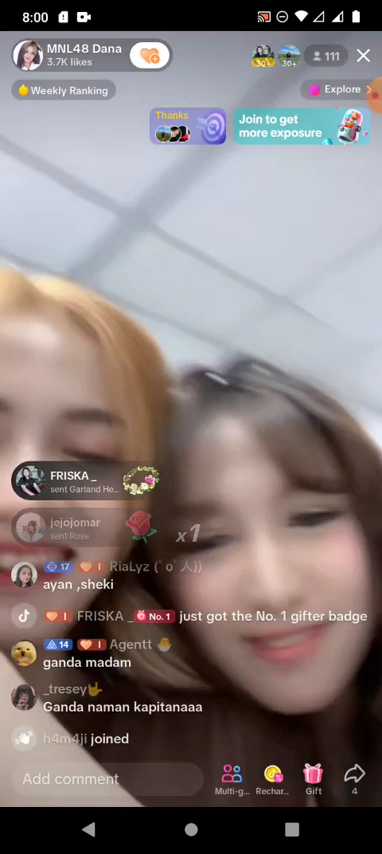 8:00
MNL48 Dana
3.7K likes
30+
30+
111
Weekly Ranking
Explore
Thanks
Join to get
more exposure
FRISKA _
sent Garland He...
jejojomar
sent Rose
x1
17 I RiaLyz (ﾟοﾟ人))
ayan ,sheki
I FRISKA _ No. 1 just got the No. 1 gifter badge
14 I Agentt 🐥
ganda madam
_tresey🤟
Ganda naman kapitanaaa
h4m4ji joined
Add comment
Multi-g...
Rechar...
Gift
4